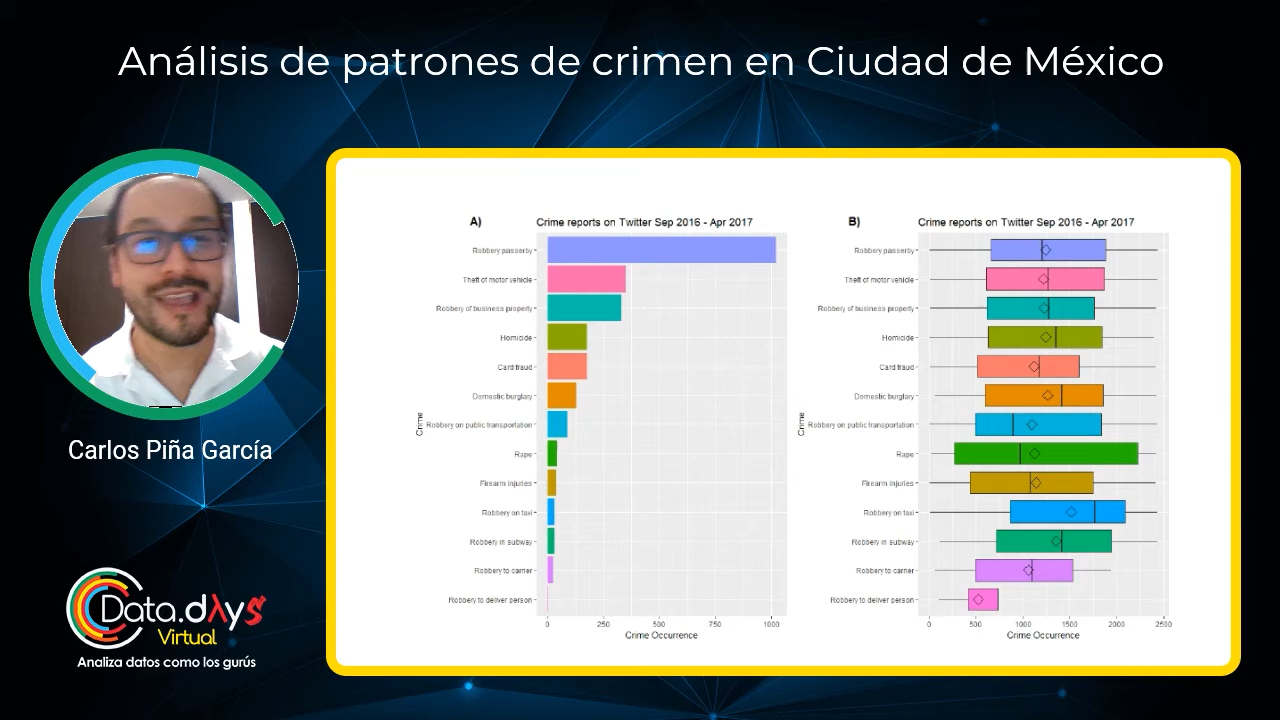 Análisis de patrones de crimen en Ciudad de México
Carlos Piña García
Data.dλys
Virtual
Analiza datos como los gurús
A)
Crime reports on Twitter Sep 2016 - Apr 2017
Crime
Robbery passerby
Theft of motor vehicle
Robbery of business property
Homicide
Card fraud
Domestic burglary
Robbery on public transportation
Rape
Firearm injuries
Robbery on taxi
Robbery in subway
Robbery to carrier
Robbery to deliver person
0 250 500 750 1000
Crime Occurrence
B)
Crime reports on Twitter Sep 2016 - Apr 2017
Crime
Robbery passerby
Theft of motor vehicle
Robbery of business property
Homicide
Card fraud
Domestic burglary
Robbery on public transportation
Rape
Firearm injuries
Robbery on taxi
Robbery in subway
Robbery to carrier
Robbery to deliver person
0 500 1000 1500 2000 2500
Crime Occurrence